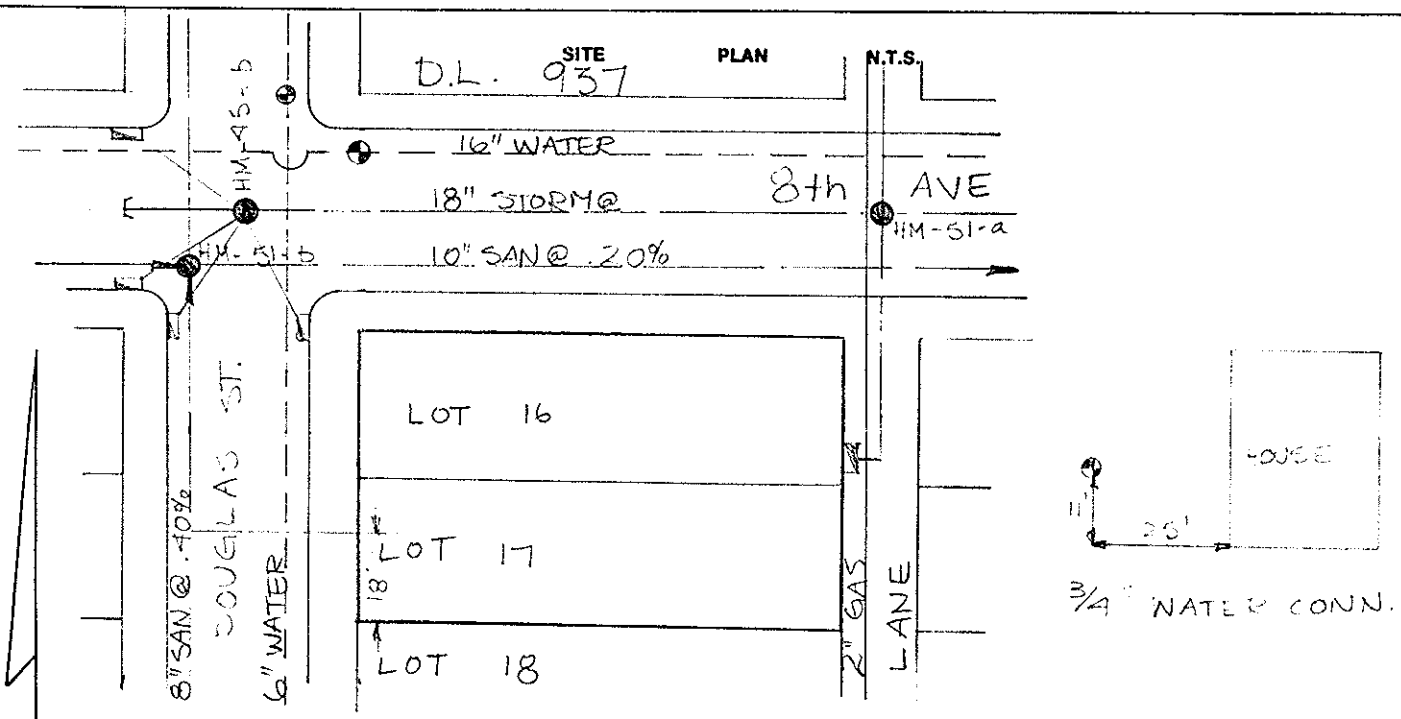 SITE PLAN N.T.S.
D.L. 937
HM-45-b
16" WATER
8th AVE
18" STORM@
HM-51-a
HM-51-b
10" SAN @ .20%
LOT 16
LOT 17
18'
LOT 18
8" SAN @ .40%
DOUGLAS ST.
6" WATER
2" GAS
LANE
HOUSE
11'
3/4" WATER CONN.